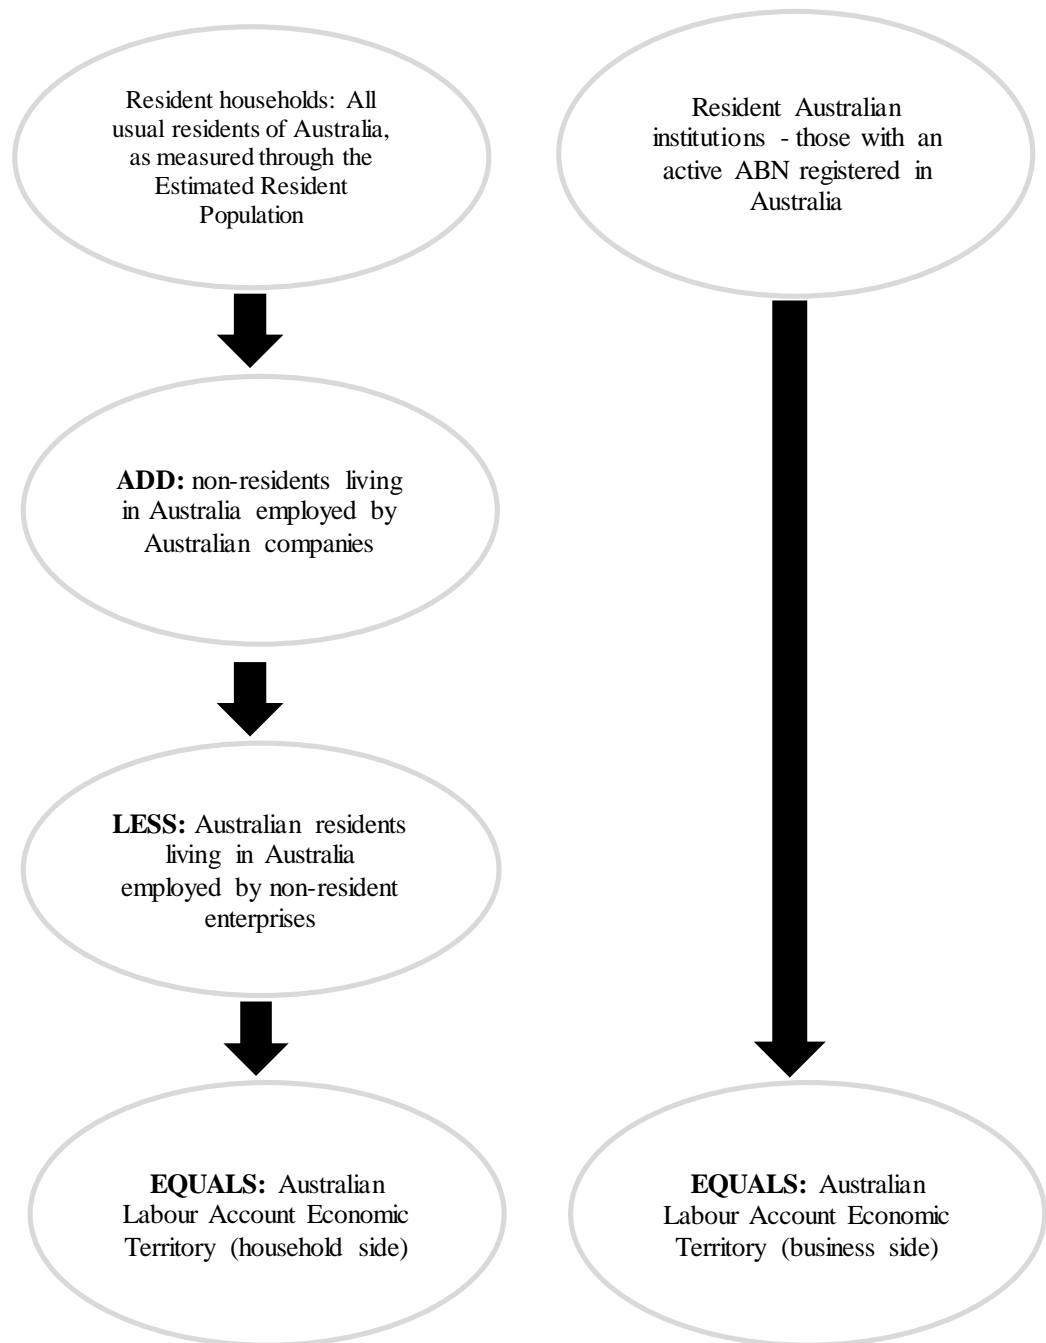 Resident households: All
usual residents of Australia,
as measured through the
Estimated Resident
Population
Resident Australian
institutions - those with an
active ABN registered in
Australia
ADD: non-residents living
in Australia employed by
Australian companies
LESS: Australian residents
living in Australia
employed by non-resident
enterprises
EQUALS: Australian
Labour Account Economic
Territory (household side)
EQUALS: Australian
Labour Account Economic
Territory (business side)